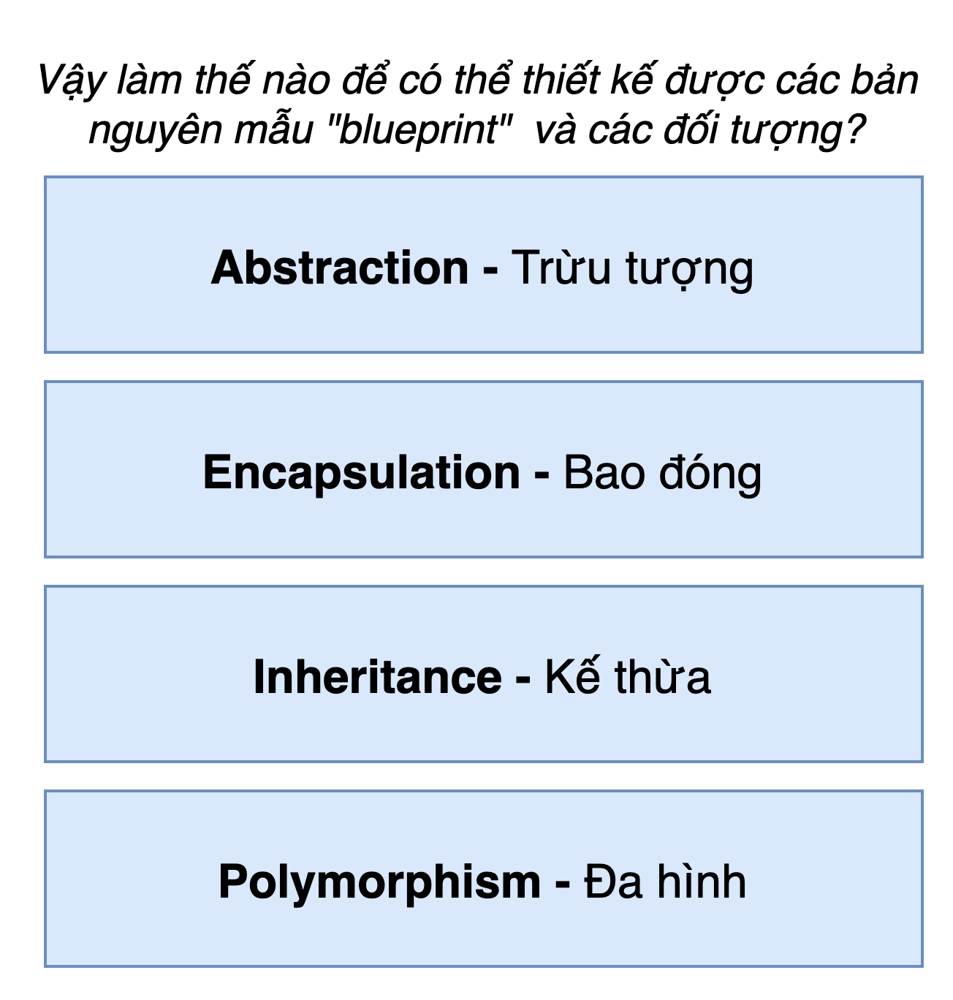 Vậy làm thế nào để có thể thiết kế được các bản
nguyên mẫu "blueprint"  và các đối tượng?
Abstraction - Trừu tượng
Encapsulation - Bao đóng
Inheritance - Kế thừa
Polymorphism - Đa hình